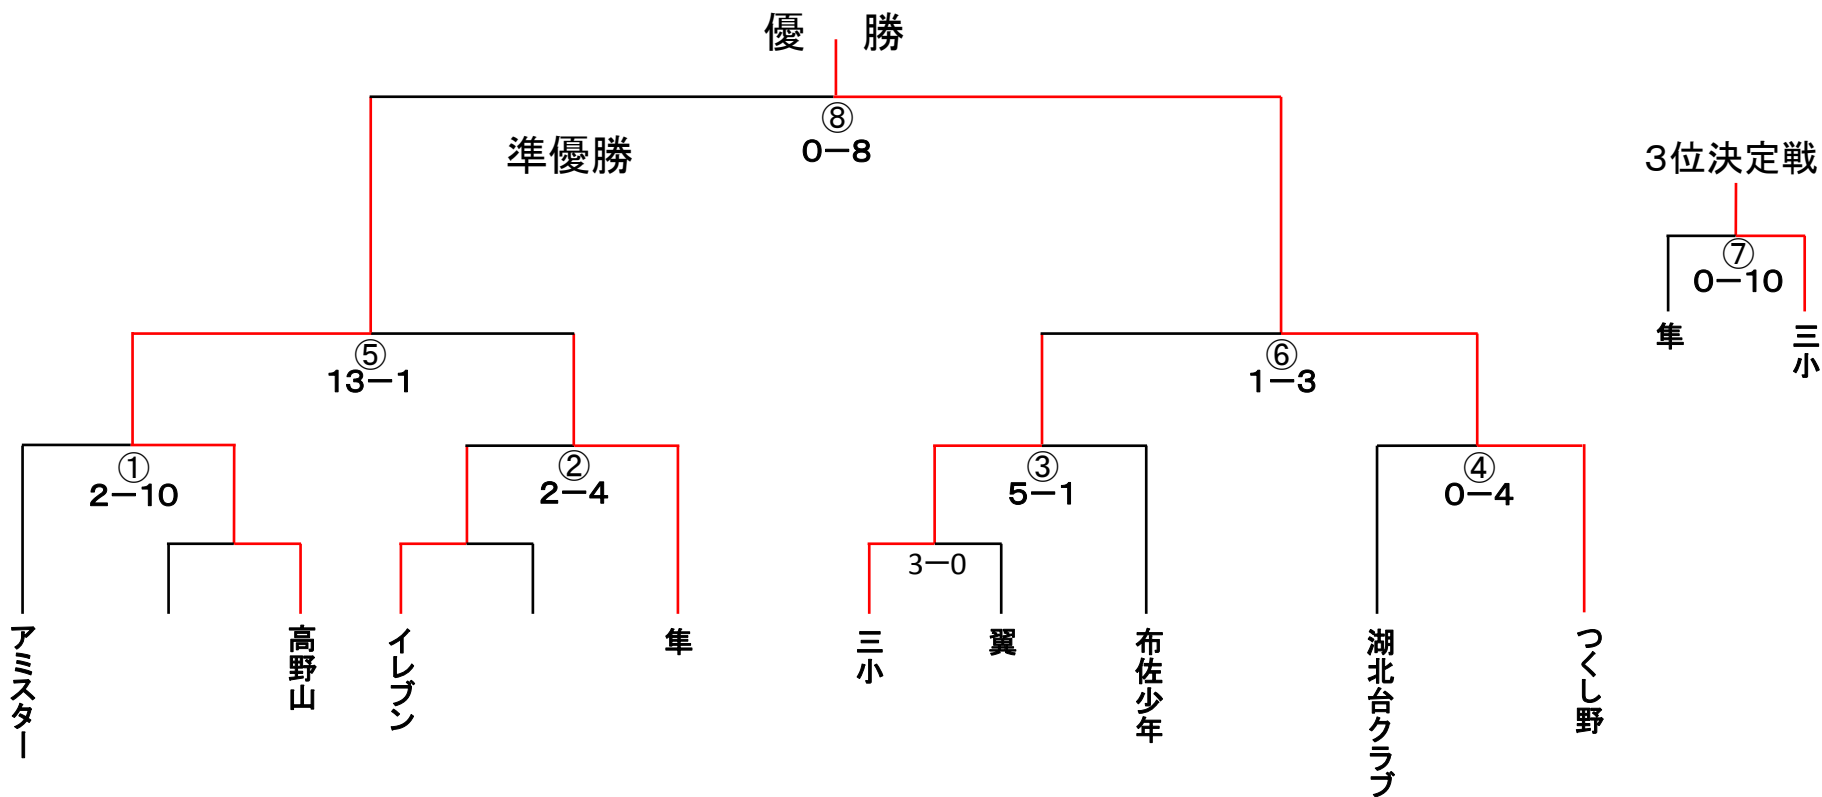 優　勝
⑧
0－8
準優勝
3位決定戦
⑦
0－10
隼
三小
⑤
13－1
⑥
1－3
①
2－10
②
2－4
③
5－1
④
0－4
3－0
アミスター
高野山
イレブン
隼
三小
翼
布佐少年
湖北台クラブ
つくし野